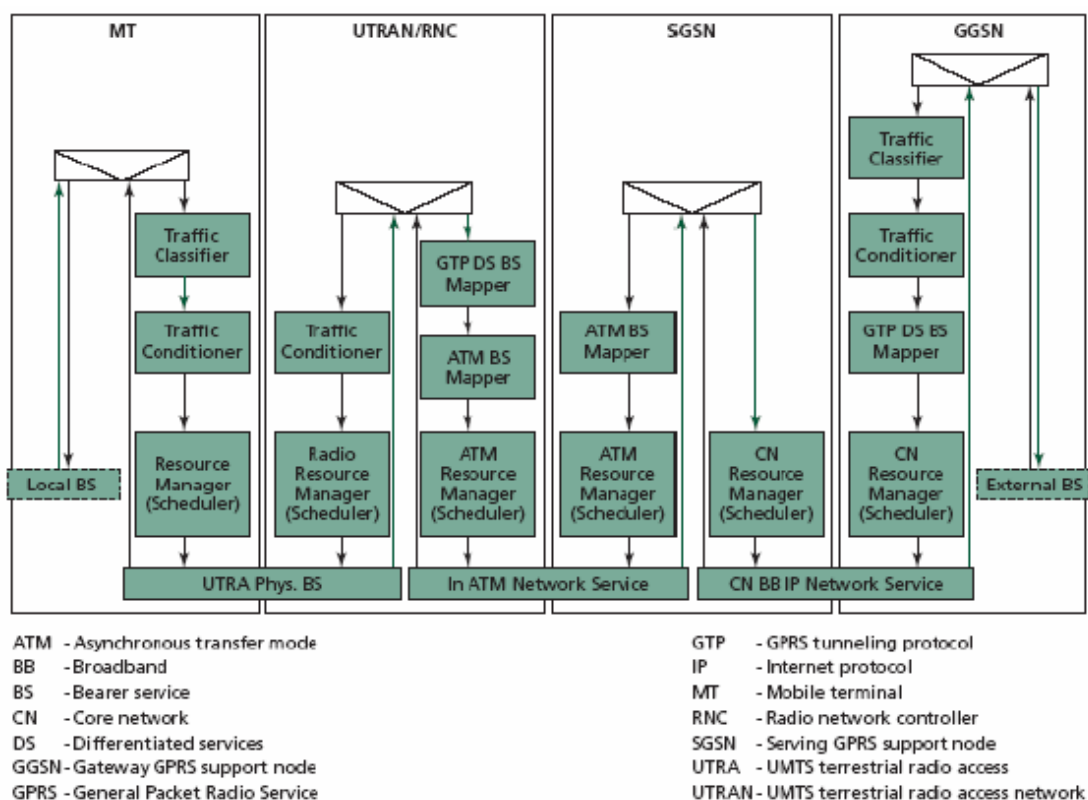 MT
UTRAN/RNC
SGSN
GGSN
Traffic
Classifier
Traffic
Conditioner
Resource
Manager
(Scheduler)
Local BS
Traffic
Conditioner
Radio
Resource
Manager
(Scheduler)
GTP DS BS
Mapper
ATM BS
Mapper
ATM
Resource
Manager
(Scheduler)
ATM BS
Mapper
ATM
Resource
Manager
(Scheduler)
CN
Resource
Manager
(Scheduler)
Traffic
Classifier
Traffic
Conditioner
GTP DS BS
Mapper
CN
Resource
Manager
(Scheduler)
External BS
UTRA Phys. BS
In ATM Network Service
CN BB IP Network Service
ATM - Asynchronous transfer mode
BB - Broadband
BS - Bearer service
CN - Core network
DS - Differentiated services
GGSN - Gateway GPRS support node
GPRS - General Packet Radio Service
GTP - GPRS tunneling protocol
IP - Internet protocol
MT - Mobile terminal
RNC - Radio network controller
SGSN - Serving GPRS support node
UTRA - UMTS terrestrial radio access
UTRAN - UMTS terrestrial radio access network